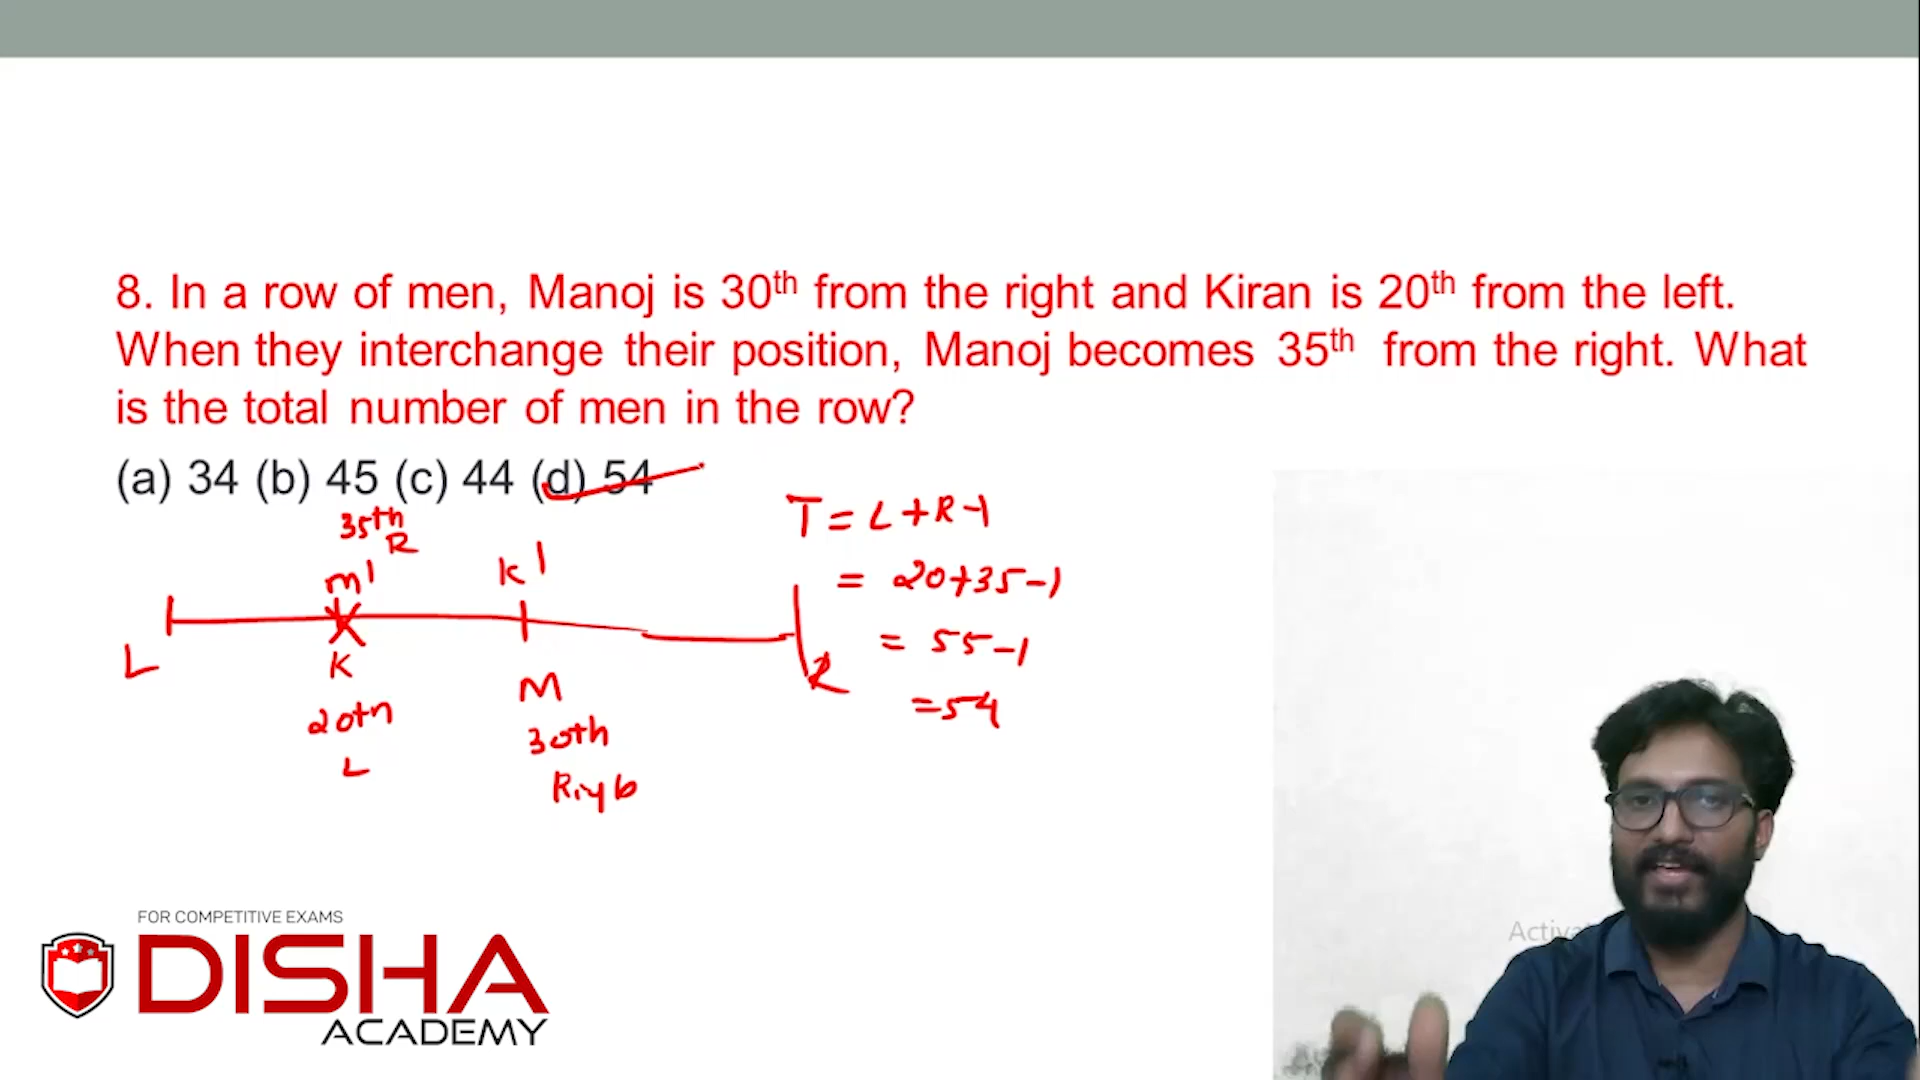 8. In a row of men, Manoj is 30th from the right and Kiran is 20th from the left.
When they interchange their position, Manoj becomes 35th from the right. What
is the total number of men in the row?
(a) 34 (b) 45 (c) 44 (d) 54
35th
R
T = L+R-1
m'
K'
= 20+35-1
L
K
R
= 55-1
M
20th
30th
=54
L
FOR COMPETITIVE EXAMS
DISHA
ACADEMY